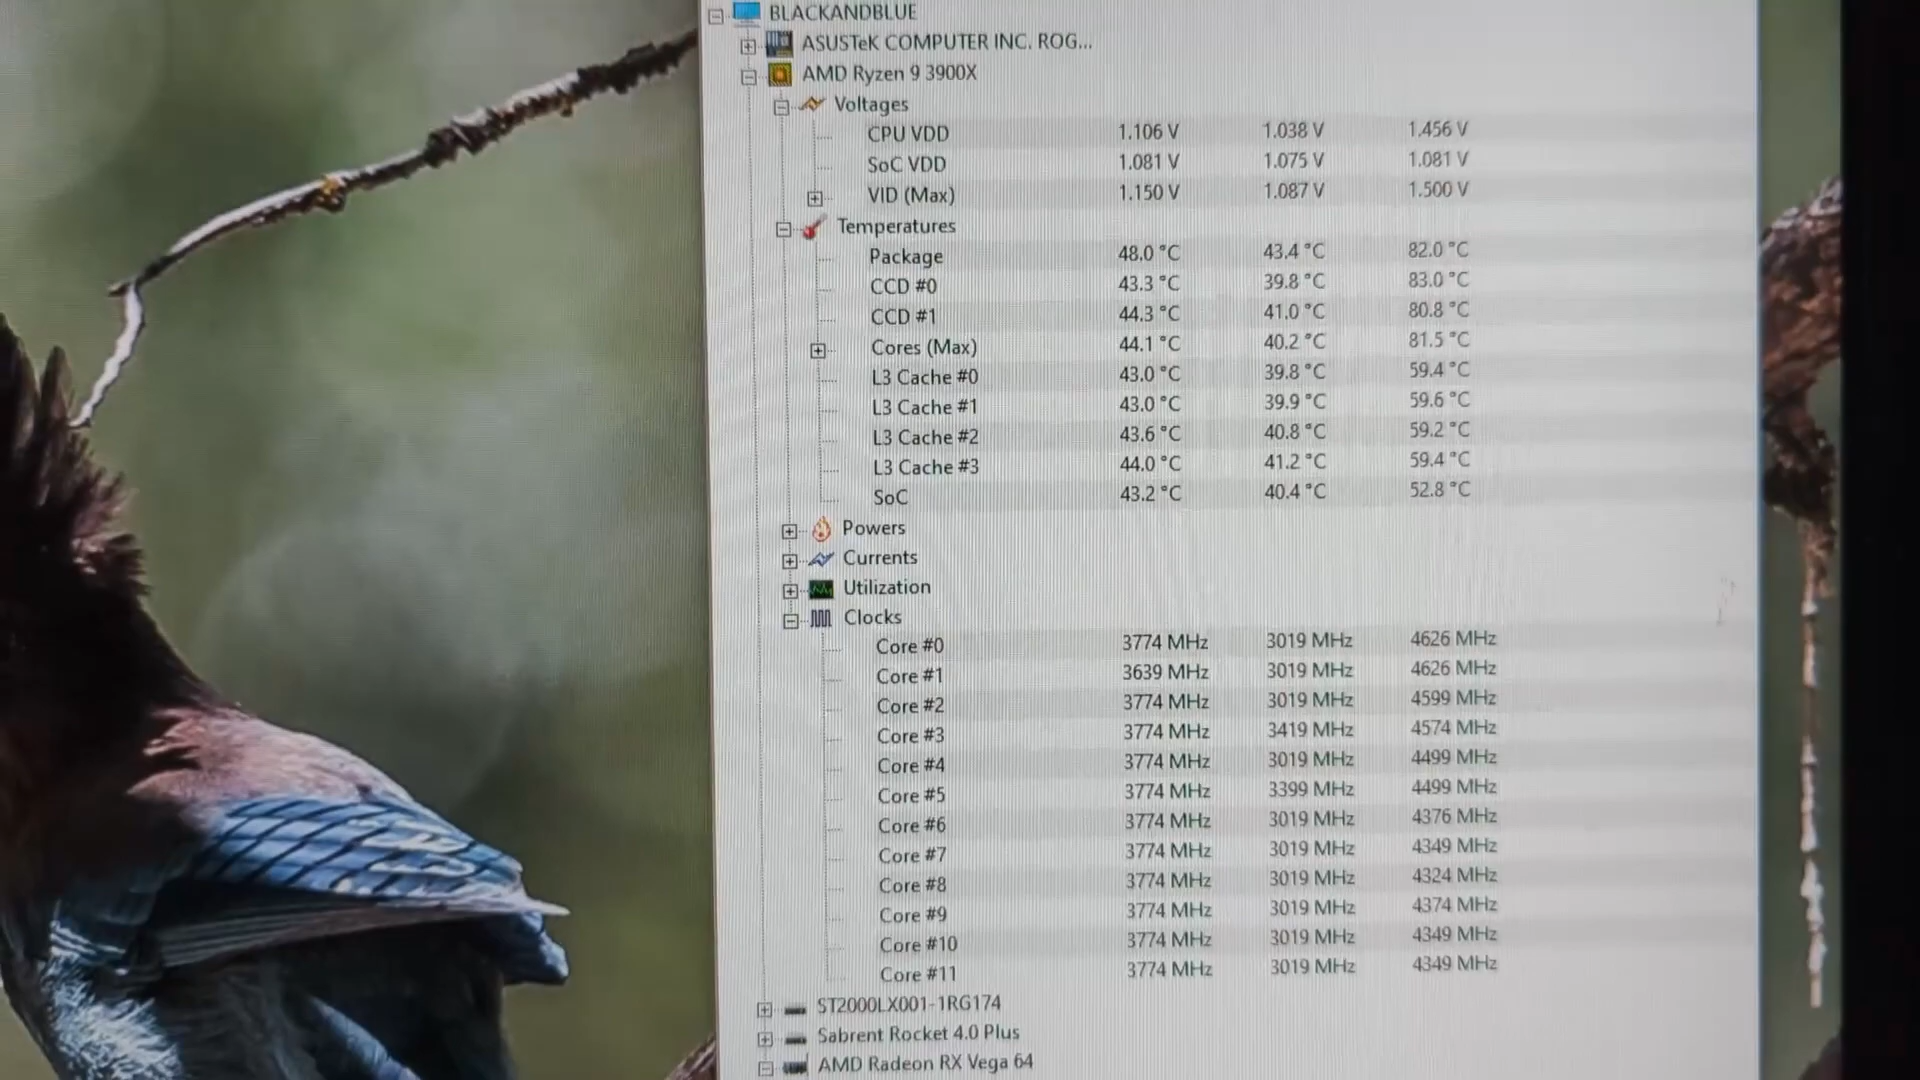 BLACKANDBLUE
ASUSTeK COMPUTER INC. ROG...
AMD Ryzen 9 3900X
Voltages
CPU VDD 1.106 V 1.038 V 1.456 V
SoC VDD 1.081 V 1.075 V 1.081 V
VID (Max) 1.150 V 1.087 V 1.500 V
Temperatures
Package 48.0 °C 43.4 °C 82.0 °C
CCD #0 43.3 °C 39.8 °C 83.0 °C
CCD #1 44.3 °C 41.0 °C 80.8 °C
Cores (Max) 44.1 °C 40.2 °C 81.5 °C
L3 Cache #0 43.0 °C 39.8 °C 59.4 °C
L3 Cache #1 43.0 °C 39.9 °C 59.6 °C
L3 Cache #2 43.6 °C 40.8 °C 59.2 °C
L3 Cache #3 44.0 °C 41.2 °C 59.4 °C
SoC 43.2 °C 40.4 °C 52.8 °C
Powers
Currents
Utilization
Clocks
Core #0 3774 MHz 3019 MHz 4626 MHz
Core #1 3639 MHz 3019 MHz 4626 MHz
Core #2 3774 MHz 3019 MHz 4599 MHz
Core #3 3774 MHz 3419 MHz 4574 MHz
Core #4 3774 MHz 3019 MHz 4499 MHz
Core #5 3774 MHz 3399 MHz 4499 MHz
Core #6 3774 MHz 3019 MHz 4376 MHz
Core #7 3774 MHz 3019 MHz 4349 MHz
Core #8 3774 MHz 3019 MHz 4324 MHz
Core #9 3774 MHz 3019 MHz 4374 MHz
Core #10 3774 MHz 3019 MHz 4349 MHz
Core #11 3774 MHz 3019 MHz 4349 MHz
ST2000LX001-1RG174
Sabrent Rocket 4.0 Plus
AMD Radeon RX Vega 64